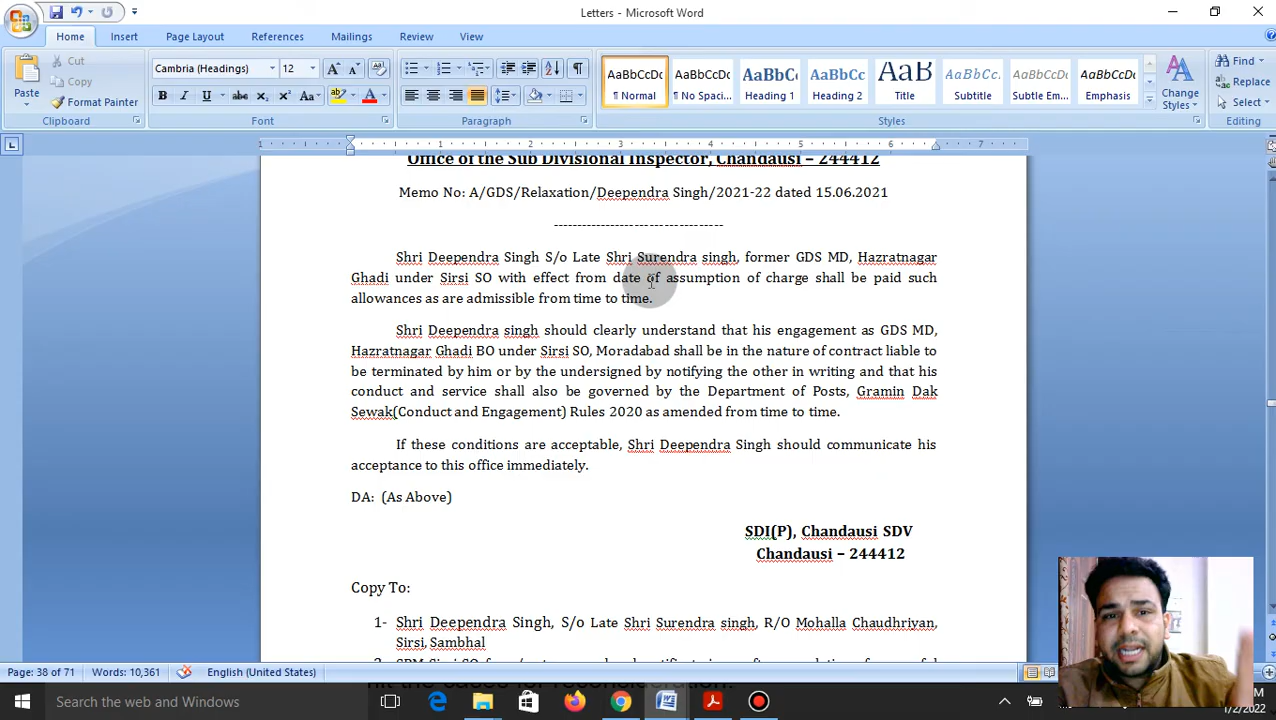 Letters - Microsoft Word
Home Insert Page Layout References Mailings Review View
Cut
Copy
Format Painter
Paste
Clipboard
Cambria (Headings) 12
Font
Paragraph
AaBbCcDc AaBbCcDc AaBbC AaBbCc AaB AaBbCc. AaBbCcDc AaBbCcDc
¶ Normal ¶ No Spaci... Heading 1 Heading 2 Title Subtitle Subtle Em... Emphasis
Change
Styles
Styles
Find
Replace
Select
Editing
1 1 2 3 4 5 7
Office of the Sub Divisional Inspector, Chandausi – 244412
Memo No: A/GDS/Relaxation/Deependra Singh/2021-22 dated 15.06.2021
-----------------------------------
Shri Deependra Singh S/o Late Shri Surendra singh, former GDS MD, Hazratnagar
Ghadi under Sirsi SO with effect from date of assumption of charge shall be paid such
allowances as are admissible from time to time.
Shri Deependra singh should clearly understand that his engagement as GDS MD,
Hazratnagar Ghadi BO under Sirsi SO, Moradabad shall be in the nature of contract liable to
be terminated by him or by the undersigned by notifying the other in writing and that his
conduct and service shall also be governed by the Department of Posts, Gramin Dak
Sewak(Conduct and Engagement) Rules 2020 as amended from time to time.
If these conditions are acceptable, Shri Deependra Singh should communicate his
acceptance to this office immediately.
DA: (As Above)
SDI(P), Chandausi SDV
Chandausi – 244412
Copy To:
1- Shri Deependra Singh, S/o Late Shri Surendra singh, R/O Mohalla Chaudhriyan,
Sirsi, Sambhal
Page: 38 of 71 Words: 10,361 English (United States)
Search the web and Windows
1/2/2022